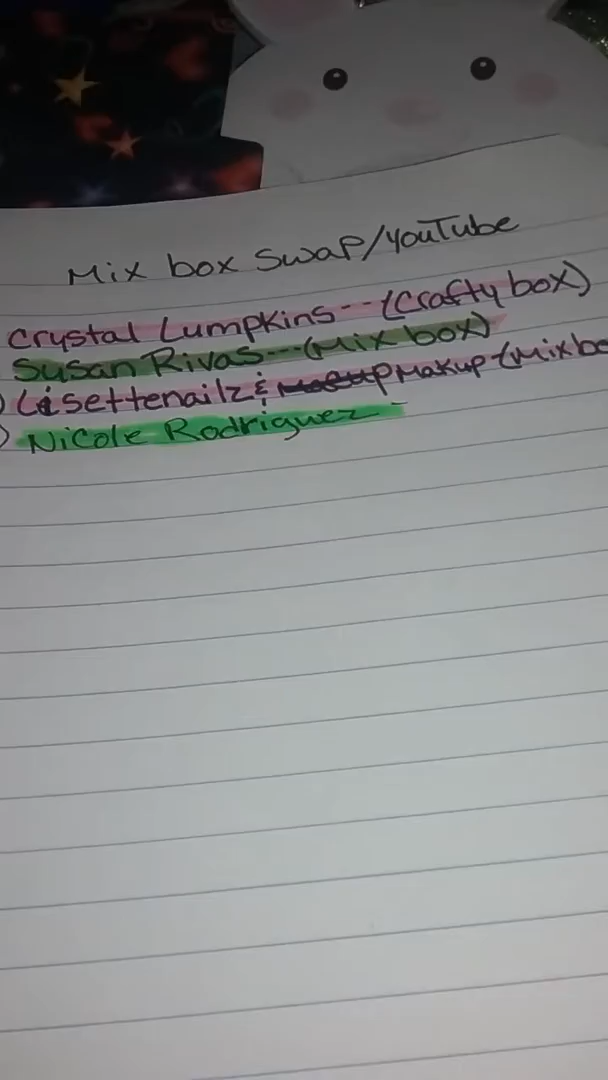 Mix box Swap/YouTube
Crystal Lumpkins---(Crafty box)
Susan Rivas---(Mix box)
) Lisettenailz & Makup (Mix bo
) Nicole Rodriguez -